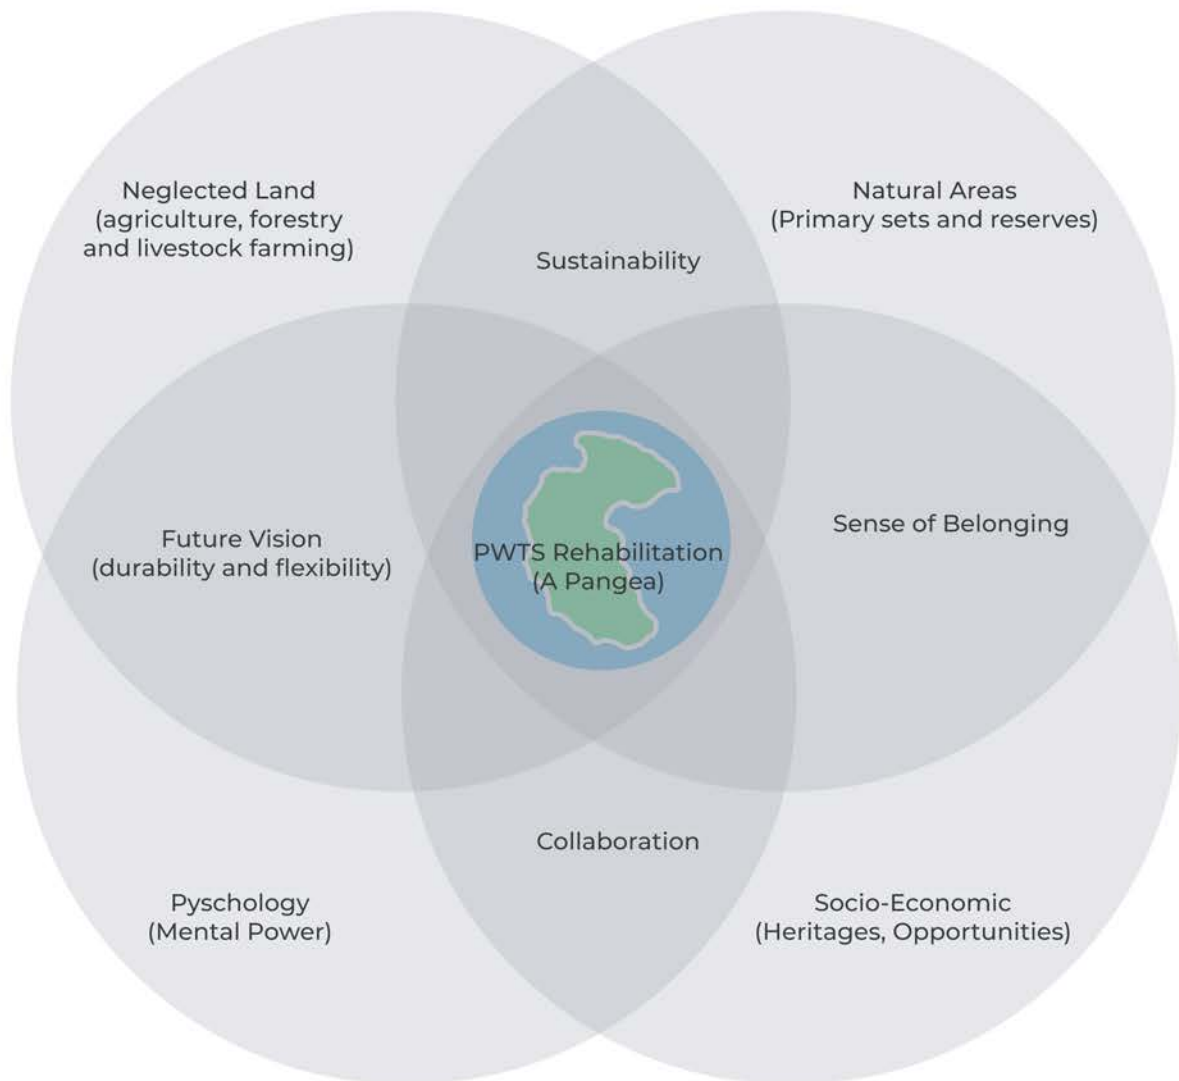 Neglected Land
(agriculture, forestry
and livestock farming)
Natural Areas
(Primary sets and reserves)
Sustainability
Future Vision
(durability and flexibility)
PWTS Rehabilitation
(A Pangea)
Sense of Belonging
Collaboration
Pyschology
(Mental Power)
Socio-Economic
(Heritages, Opportunities)